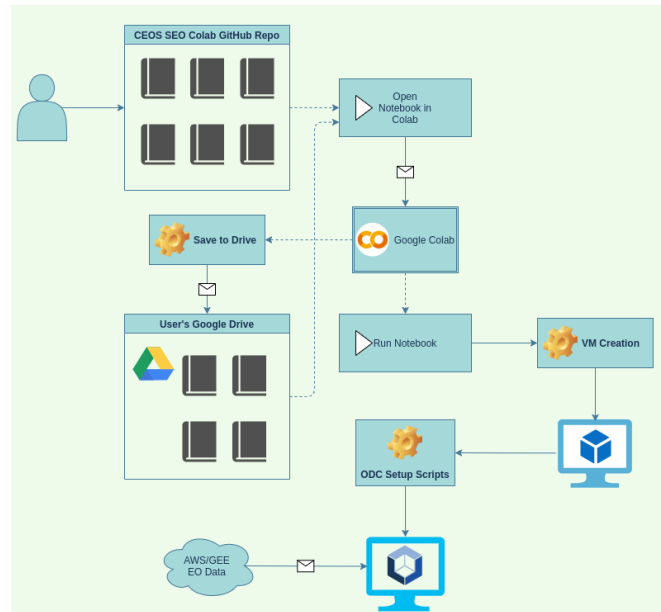 CEOS SEO Colab GitHub Repo
Open
Notebook in
Colab
Save to Drive
Google Colab
User's Google Drive
Run Notebook
VM Creation
ODC Setup Scripts
AWS/GEE
EO Data